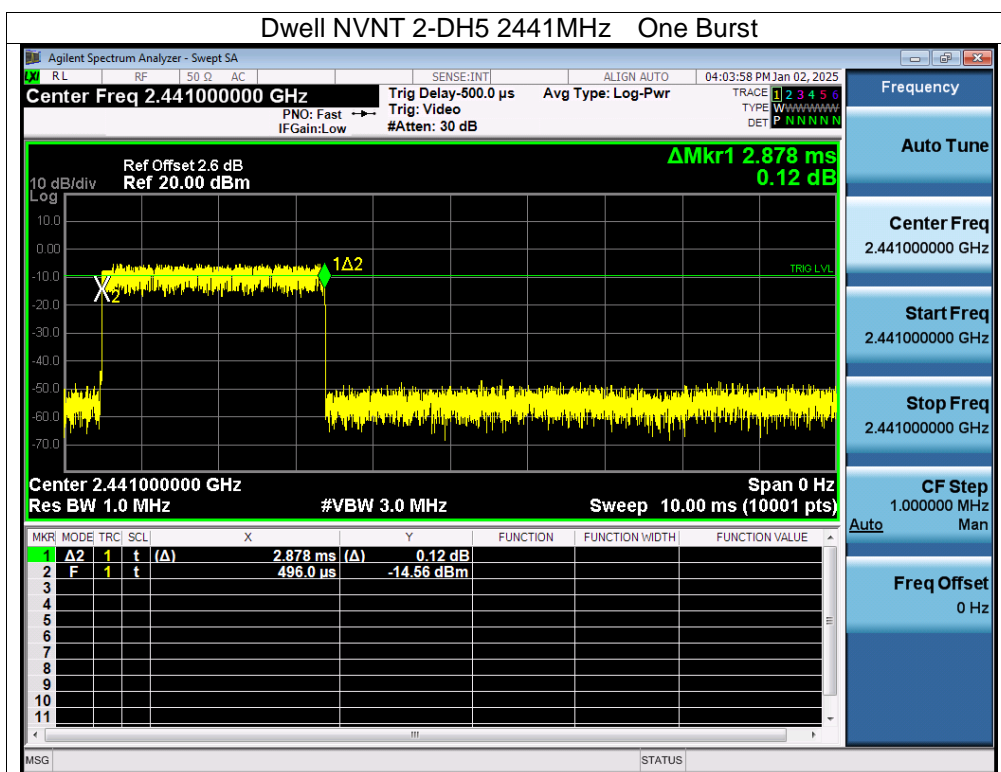 Dwell NVNT 2-DH5 2441MHz One Burst
Agilent Spectrum Analyzer - Swept SA
LXI RL RF 50 Ω AC SENSE:INT ALIGN AUTO 04:03:58 PM Jan 02, 2025
Center Freq 2.441000000 GHz Trig Delay-500.0 µs Avg Type: Log-Pwr TRACE 1 2 3 4 5 6
PNO: Fast Trig: Video TYPE WWWWWW
IFGain:Low #Atten: 30 dB DET P NNNNN
ΔMkr1 2.878 ms
0.12 dB
Ref Offset 2.6 dB
10 dB/div Ref 20.00 dBm
Log
10.0
0.00
-10.0
-20.0
-30.0
-40.0
-50.0
-60.0
-70.0
1Δ2
TRIG LVL
2
Center 2.441000000 GHz Span 0 Hz
Res BW 1.0 MHz #VBW 3.0 MHz Sweep 10.00 ms (10001 pts)
MKR MODE TRC SCL X Y FUNCTION FUNCTION WIDTH FUNCTION VALUE
1 Δ2 1 t (Δ) 2.878 ms (Δ) 0.12 dB
2 F 1 t 496.0 µs -14.56 dBm
3
4
5
6
7
8
9
10
11
MSG STATUS
Frequency
Auto Tune
Center Freq
2.441000000 GHz
Start Freq
2.441000000 GHz
Stop Freq
2.441000000 GHz
CF Step
1.000000 MHz
Auto Man
Freq Offset
0 Hz